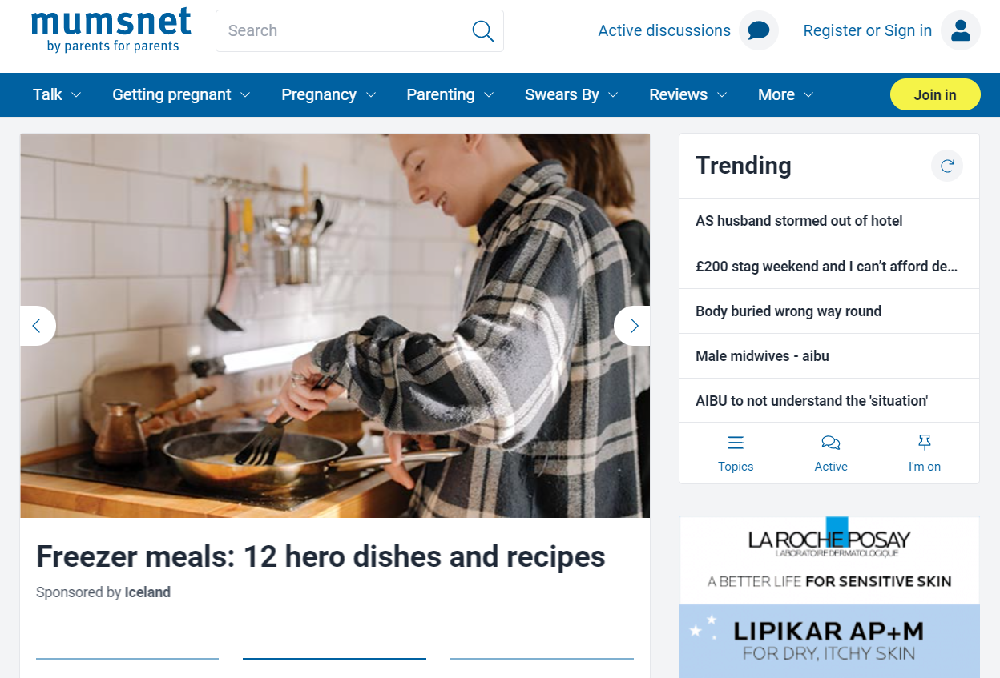 mumsnet
by parents for parents
Search
Active discussions
Register or Sign in
Talk
Getting pregnant
Pregnancy
Parenting
Swears By
Reviews
More
Join in
Trending
AS husband stormed out of hotel
£200 stag weekend and I can’t afford de...
Body buried wrong way round
Male midwives - aibu
AIBU to not understand the 'situation'
Topics
Active
I'm on
Freezer meals: 12 hero dishes and recipes
Sponsored by Iceland
LA ROCHE POSAY
LABORATOIRE DERMATOLOGIQUE
A BETTER LIFE FOR SENSITIVE SKIN
LIPIKAR AP+M
FOR DRY, ITCHY SKIN